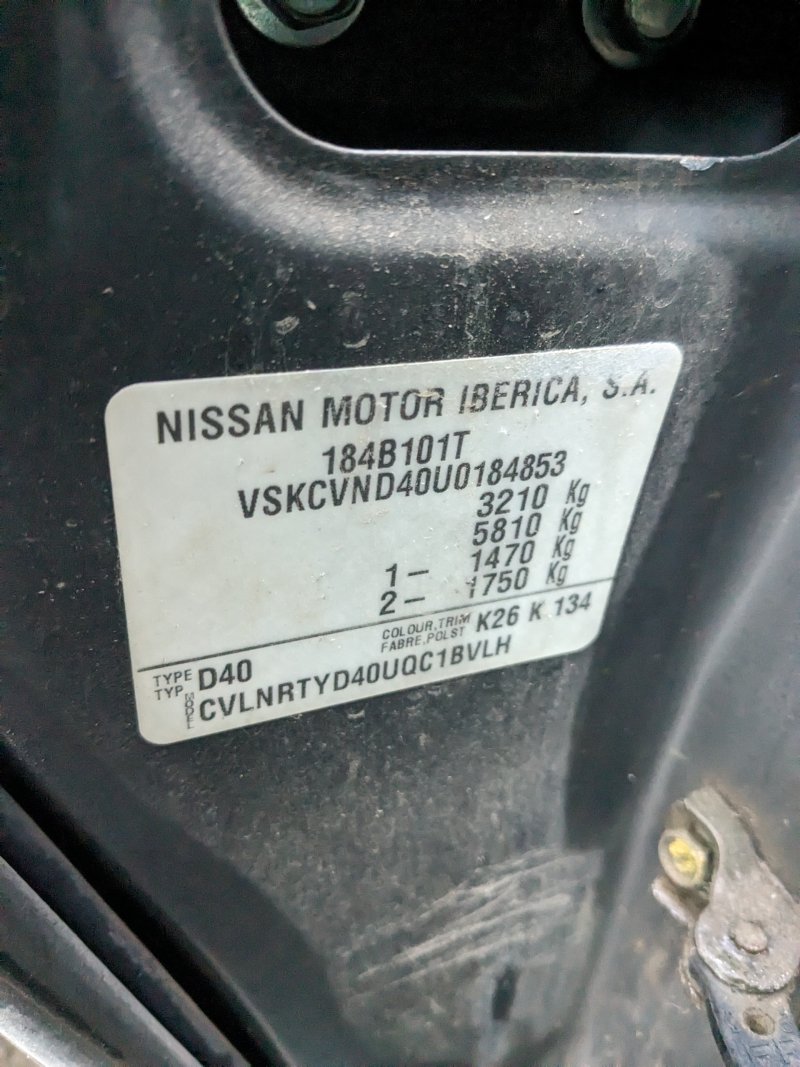 NISSAN MOTOR IBERICA, S.A.
184B101T
VSKCVND40U0184853
3210 Kg
5810 Kg
1- 1470 Kg
2- 1750 Kg
TYPE TYP D40 COLOUR,TRIM FABRE,POLST K26 K 134
MODEL CVLNRTYD40UQC1BVLH